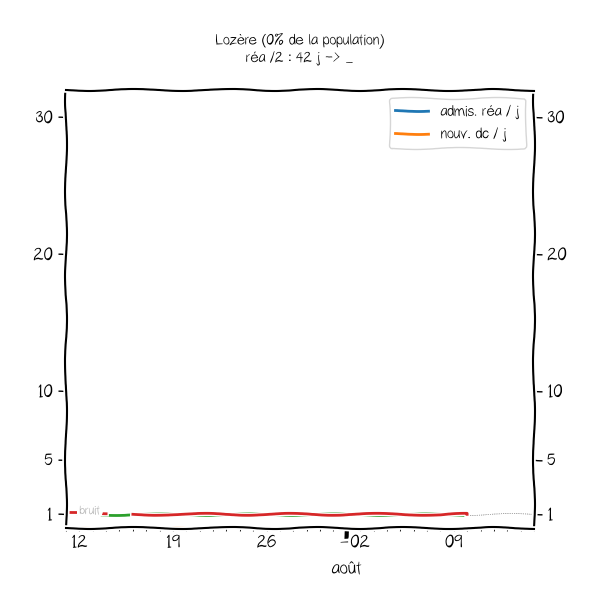 Lozère (0% de la population)
réa /2 : 42 j -> _
admis. réa / j
nouv. dc / j
30 30
20 20
10 10
5 5
1 bruit 1
12 19 26 02 09
août